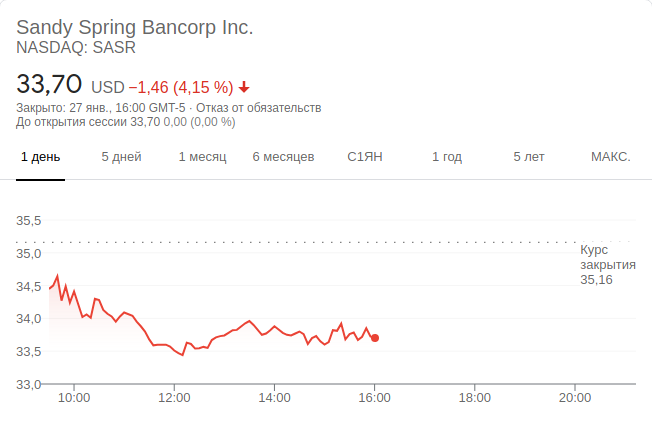 Sandy Spring Bancorp Inc.
NASDAQ: SASR
33,70 USD −1,46 (4,15 %)
Закрыто: 27 янв., 16:00 GMT-5 · Отказ от обязательств
До открытия сессии 33,70 0,00 (0,00 %)
1 день 5 дней 1 месяц 6 месяцев С1ЯН 1 год 5 лет МАКС.
35,5
35,0
34,5
34,0
33,5
33,0
Курс
закрытия
35,16
10:00 12:00 14:00 16:00 18:00 20:00